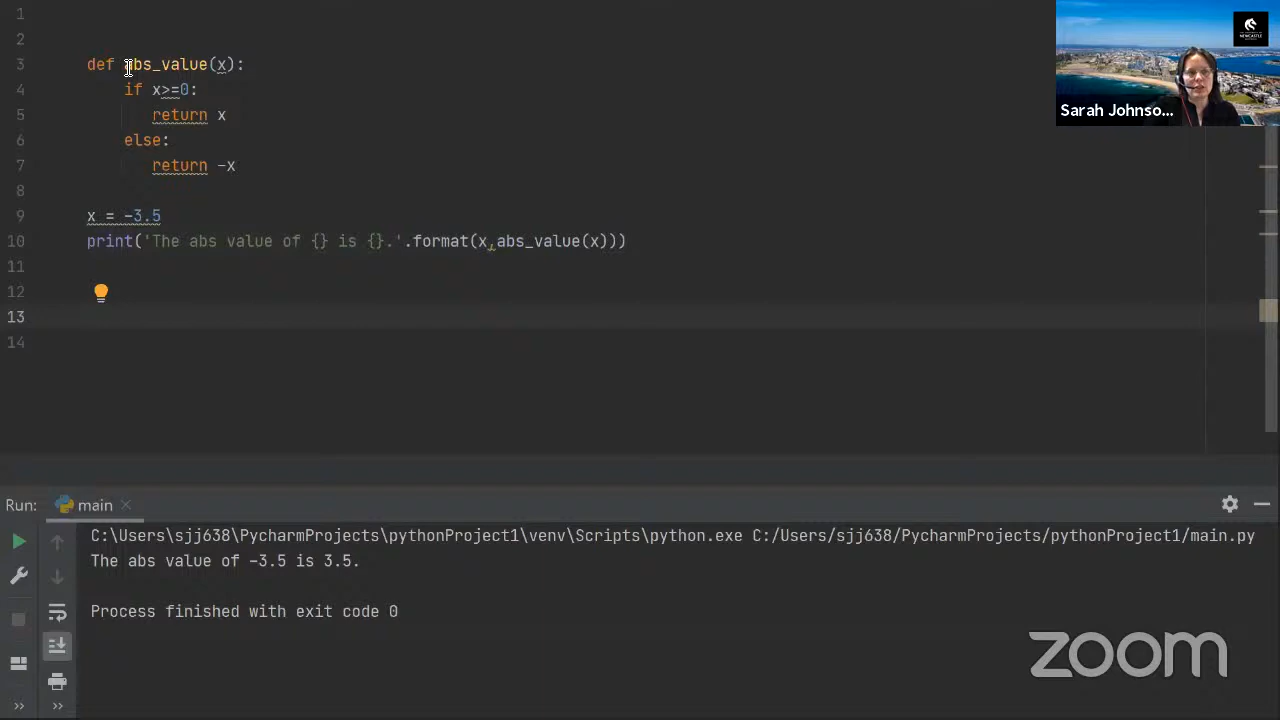 1
2
3 def abs_value(x):
4 if x>=0:
5 return x
6 else:
7 return -x
8
9 x = -3.5
10 print('The abs value of {} is {}.'.format(x,abs_value(x)))
11
12
13
14
Sarah Johnso...
NEWCASTLE
Run: main
C:\Users\sjj638\PycharmProjects\pythonProject1\venv\Scripts\python.exe C:/Users/sjj638/PycharmProjects/pythonProject1/main.py
The abs value of -3.5 is 3.5.
Process finished with exit code 0
zoom